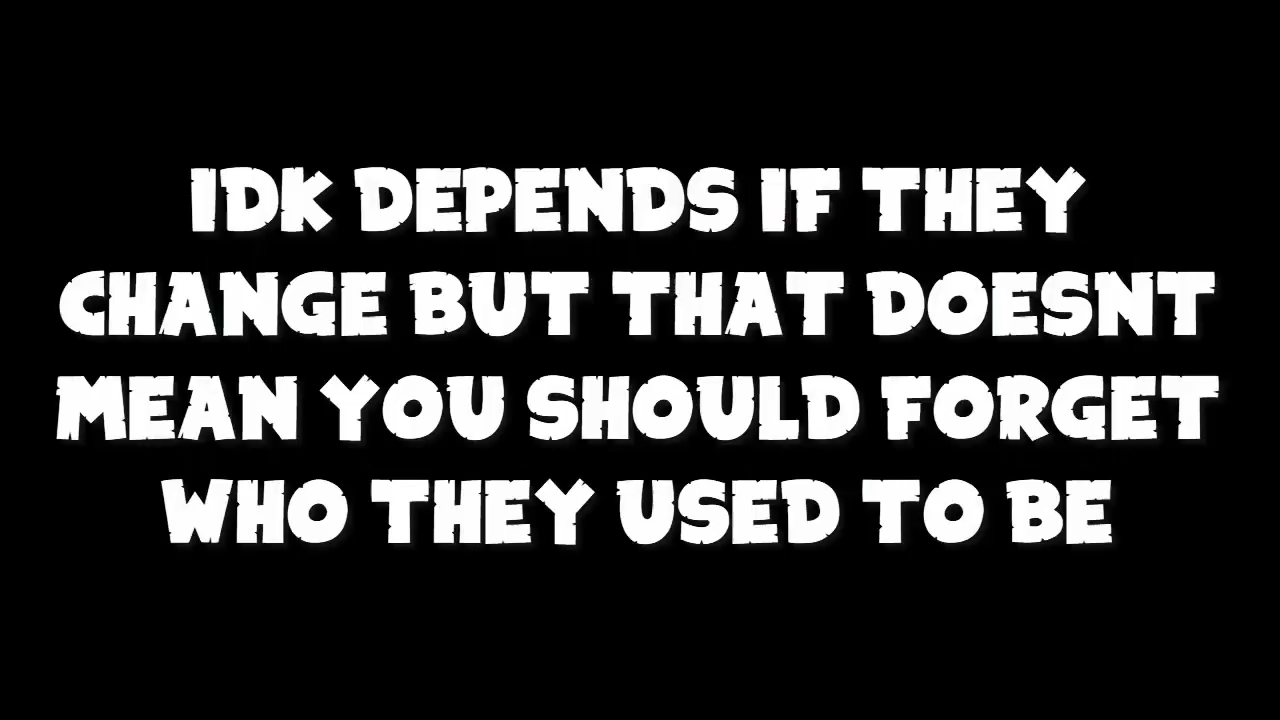 IDK DEPENDS IF THEY
CHANGE BUT THAT DOESNT
MEAN YOU SHOULD FORGET
WHO THEY USED TO BE